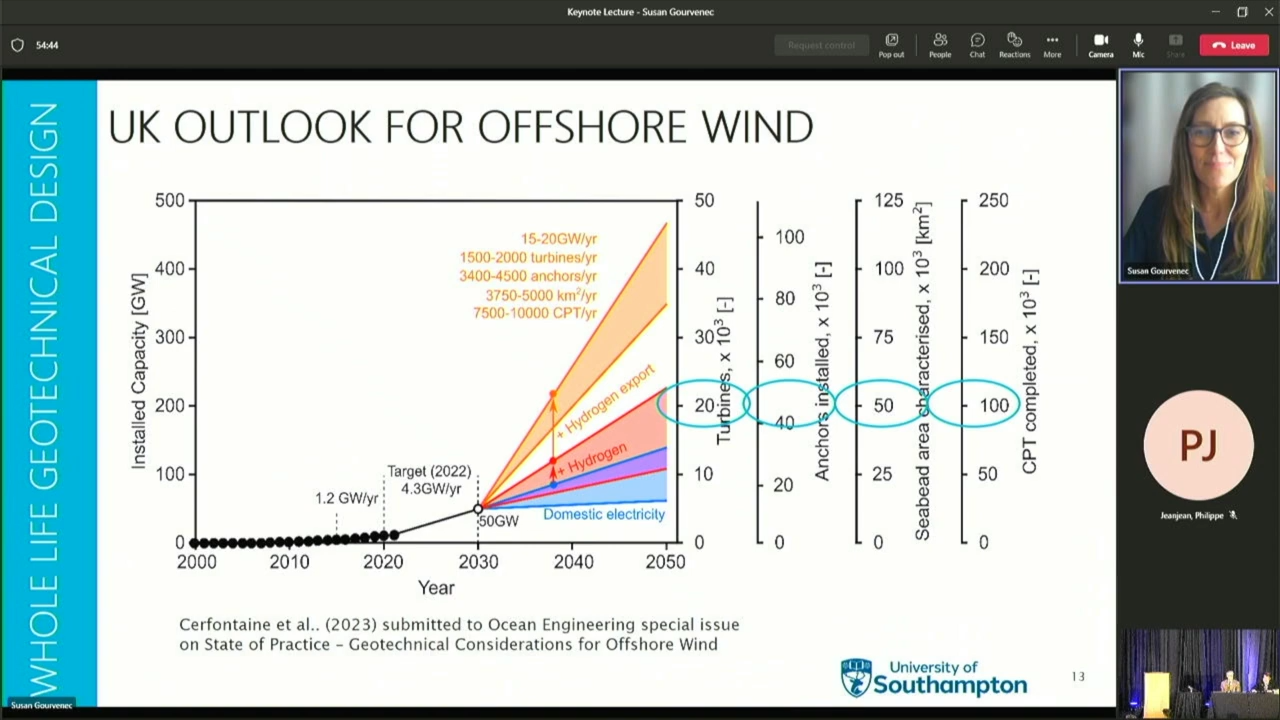 Keynote Lecture - Susan Gourvenec
54:44
Request control
Pop out
People
Chat
Reactions
More
Camera
Mic
Share
Leave
WHOLE LIFE GEOTECHNICAL DESIGN
UK OUTLOOK FOR OFFSHORE WIND
Installed Capacity [GW]
500
400
300
200
100
0
2000
2010
2020
2030
2040
2050
Year
15-20GW/yr
1500-2000 turbines/yr
3400-4500 anchors/yr
3750-5000 km²/yr
7500-10000 CPT/yr
+ Hydrogen export
+ Hydrogen
Domestic electricity
Target (2022)
4.3GW/yr
1.2 GW/yr
50GW
50
40
30
20
10
0
Turbines, x 10³ [-]
100
80
60
40
20
0
Anchors installed, x 10³ [-]
125
100
75
50
25
0
Seabead area characterised, x 10³ [km²]
250
200
150
100
50
0
CPT completed, x 10³ [-]
Cerfontaine et al.. (2023) submitted to Ocean Engineering special issue
on State of Practice – Geotechnical Considerations for Offshore Wind
University of
Southampton
13
Susan Gourvenec
Susan Gourvenec
PJ
Jeanjean, Philippe